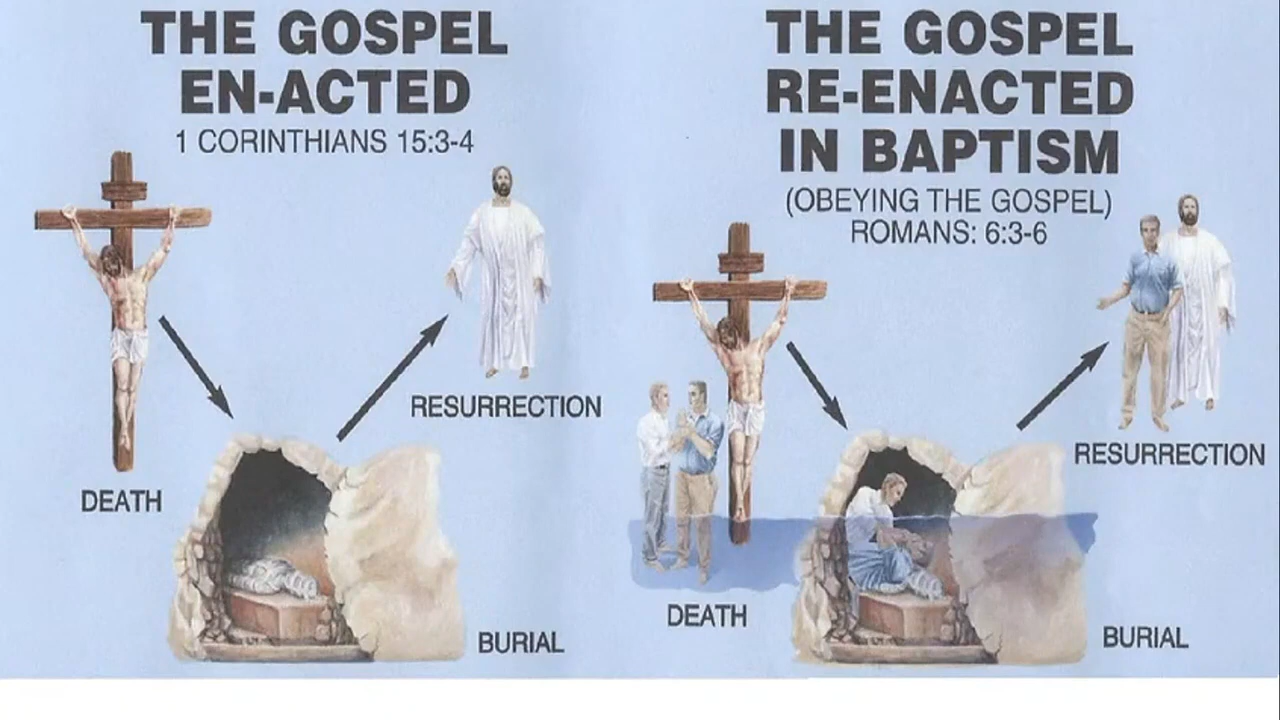 THE GOSPEL
EN-ACTED
1 CORINTHIANS 15:3-4
DEATH
BURIAL
RESURRECTION
THE GOSPEL
RE-ENACTED
IN BAPTISM
(OBEYING THE GOSPEL)
ROMANS: 6:3-6
DEATH
BURIAL
RESURRECTION